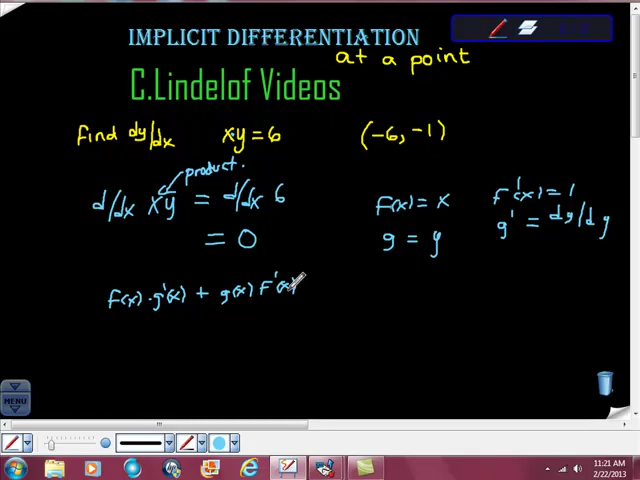 IMPLICIT DIFFERENTIATION
at a point
C.Lindelof Videos
find dy/dx x·y = 6 (-6, -1)
product.
d/dx xy = d/dx 6
= 0
F(x) = x F'(x) = 1
g = y g' = dy/dy
F(x)·g'(x) + g(x) F'(x)
MENU
11:21 AM
2/22/2013